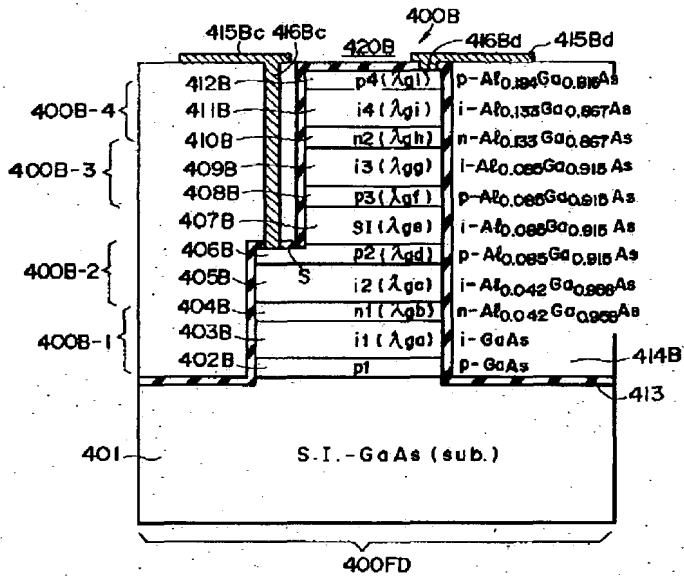 400B
415Bc 416Bc 420B 416Bd 415Bd
412B p4(λgl) p-Al0.184Ga0.816As
400B-4 411B i4(λgi) i-Al0.133Ga0.867As
410B n2(λgh) n-Al0.133Ga0.867As
400B-3 409B i3(λgg) i-Al0.085Ga0.915As
408B p3(λgf) p-Al0.085Ga0.915As
407B SI(λge) i-Al0.085Ga0.915As
406B S p2(λgd) p-Al0.085Ga0.915As
400B-2 405B i2(λgc) i-Al0.042Ga0.958As
404B n1(λgb) n-Al0.042Ga0.958As
400B-1 403B i1(λga) i-GaAs
402B p1 p-GaAs 414B
413
401 S.I.-GaAs(sub.)
400FD